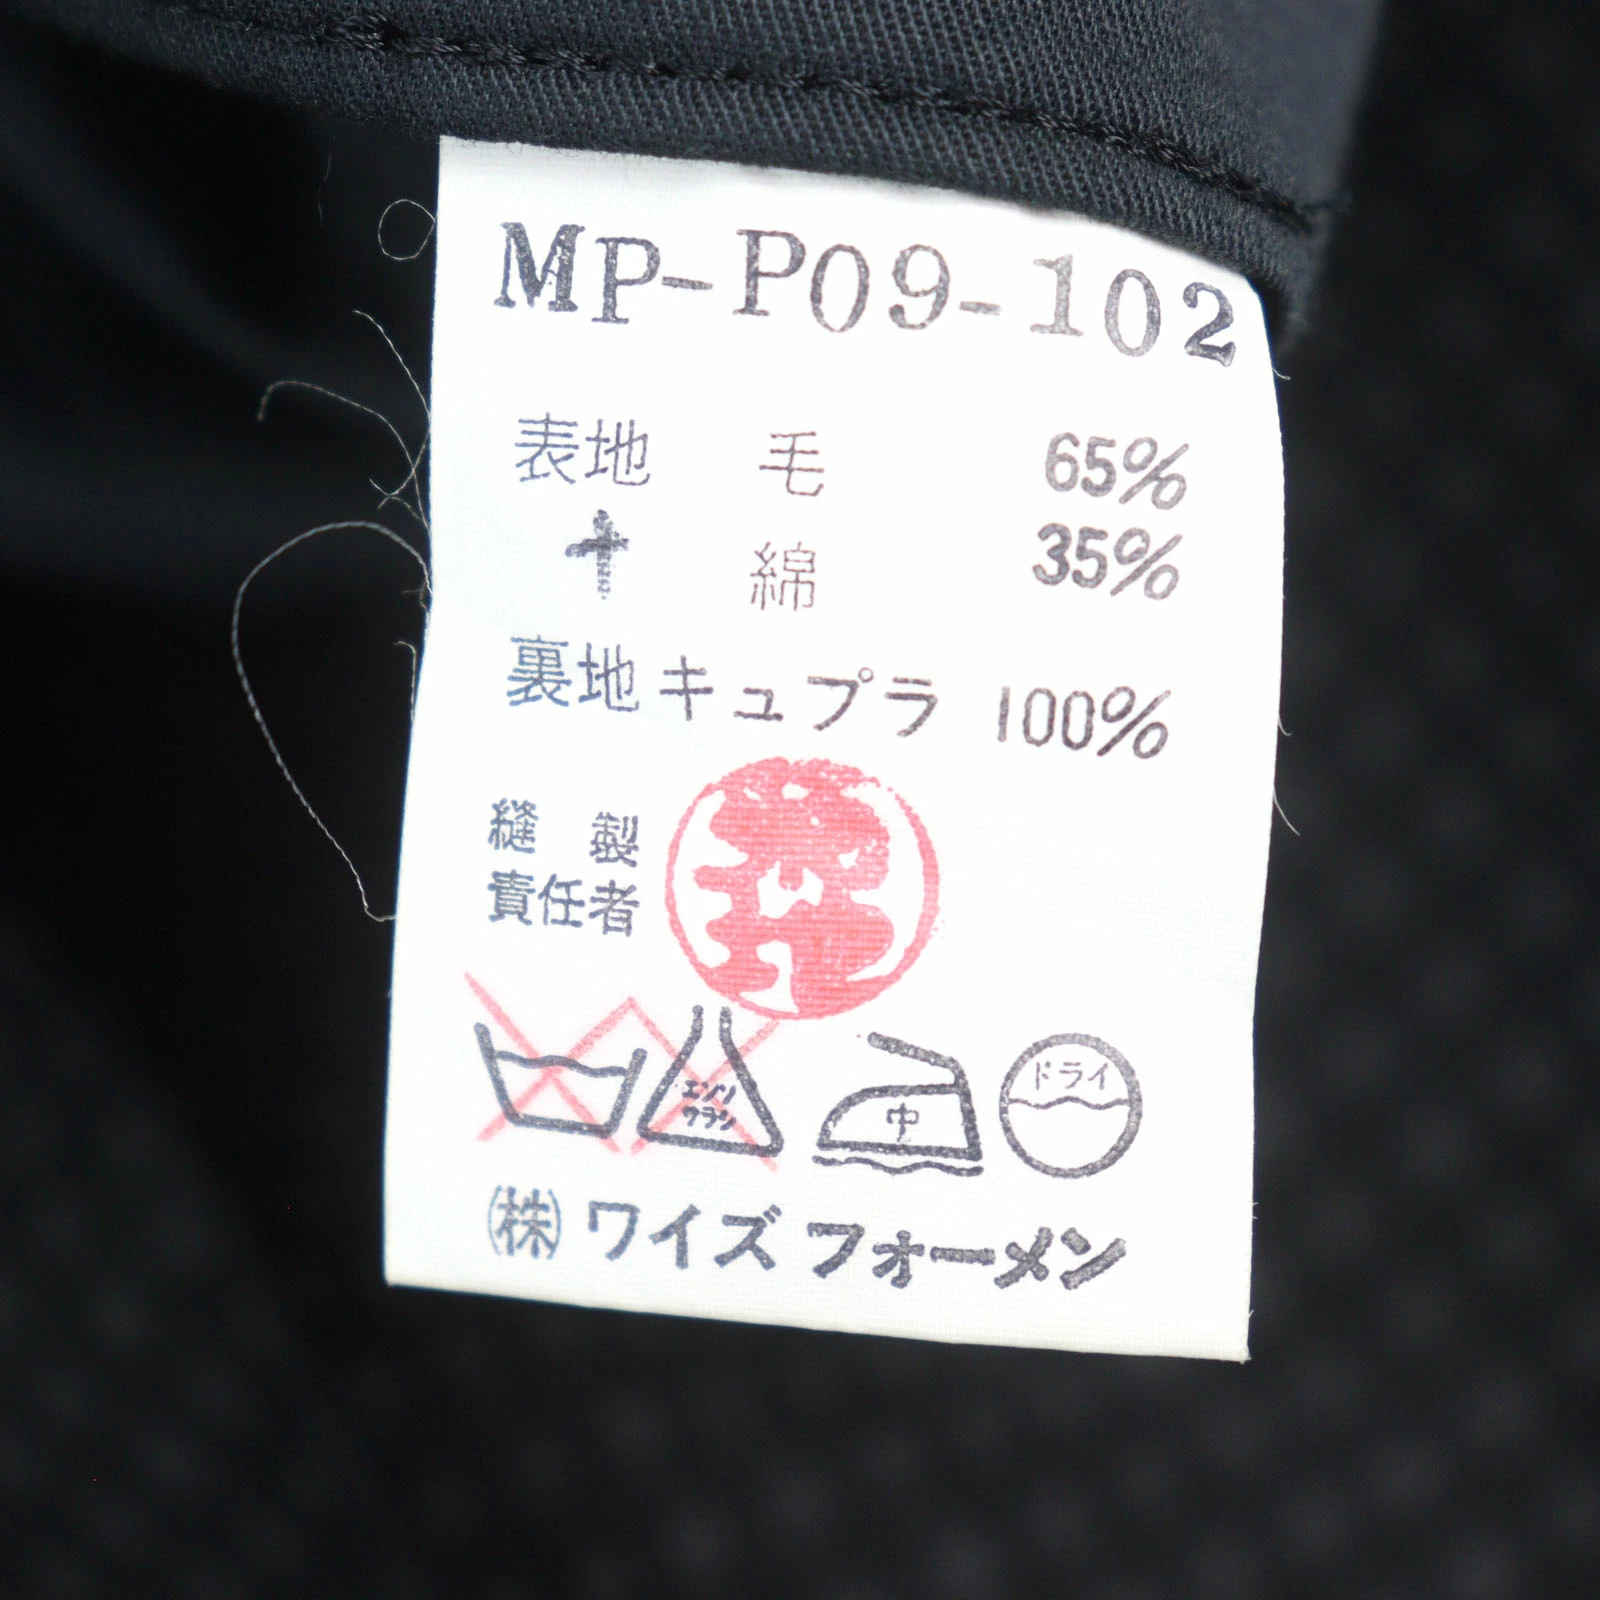 MP-P09-102
表地 毛 65%
綿 35%
裏地 キュプラ 100%
縫製
責任者
エンソ
サラシ
中
ドライ
㈱ ワイズ フォーメン